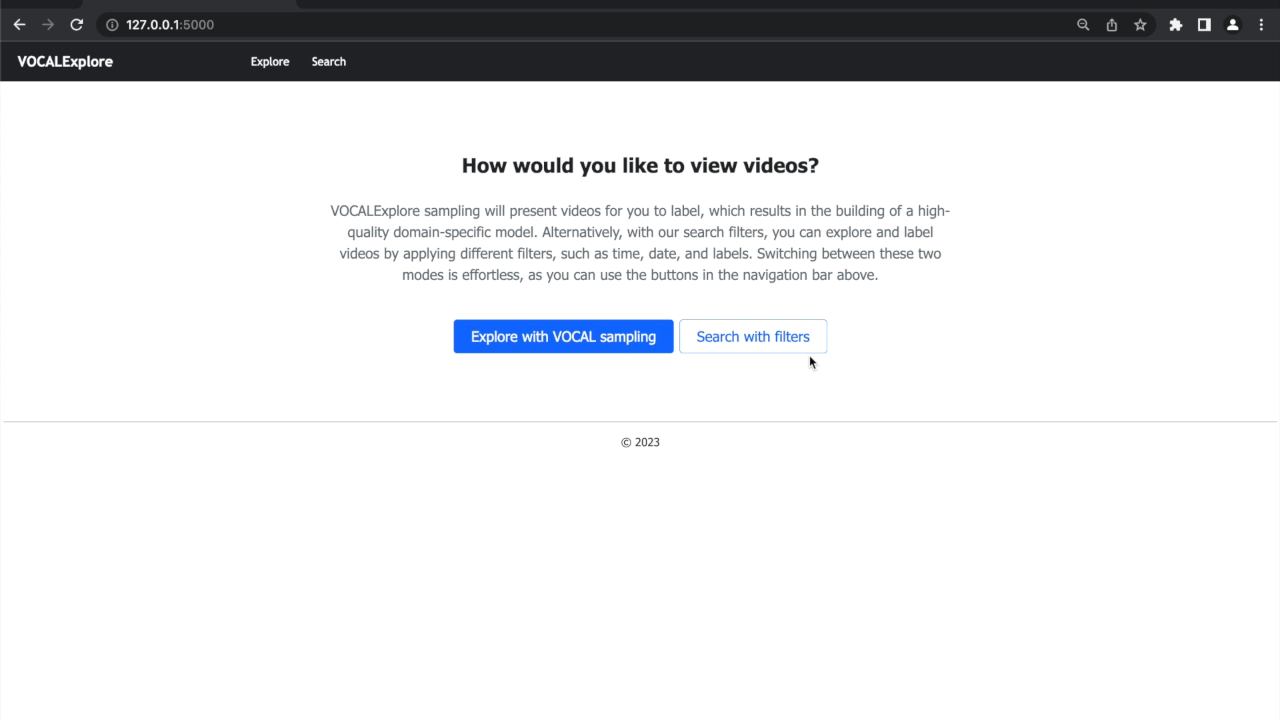 127.0.0.1:5000
VOCALExplore Explore Search
How would you like to view videos?
VOCALExplore sampling will present videos for you to label, which results in the building of a high-
quality domain-specific model. Alternatively, with our search filters, you can explore and label
videos by applying different filters, such as time, date, and labels. Switching between these two
modes is effortless, as you can use the buttons in the navigation bar above.
Explore with VOCAL sampling Search with filters
© 2023